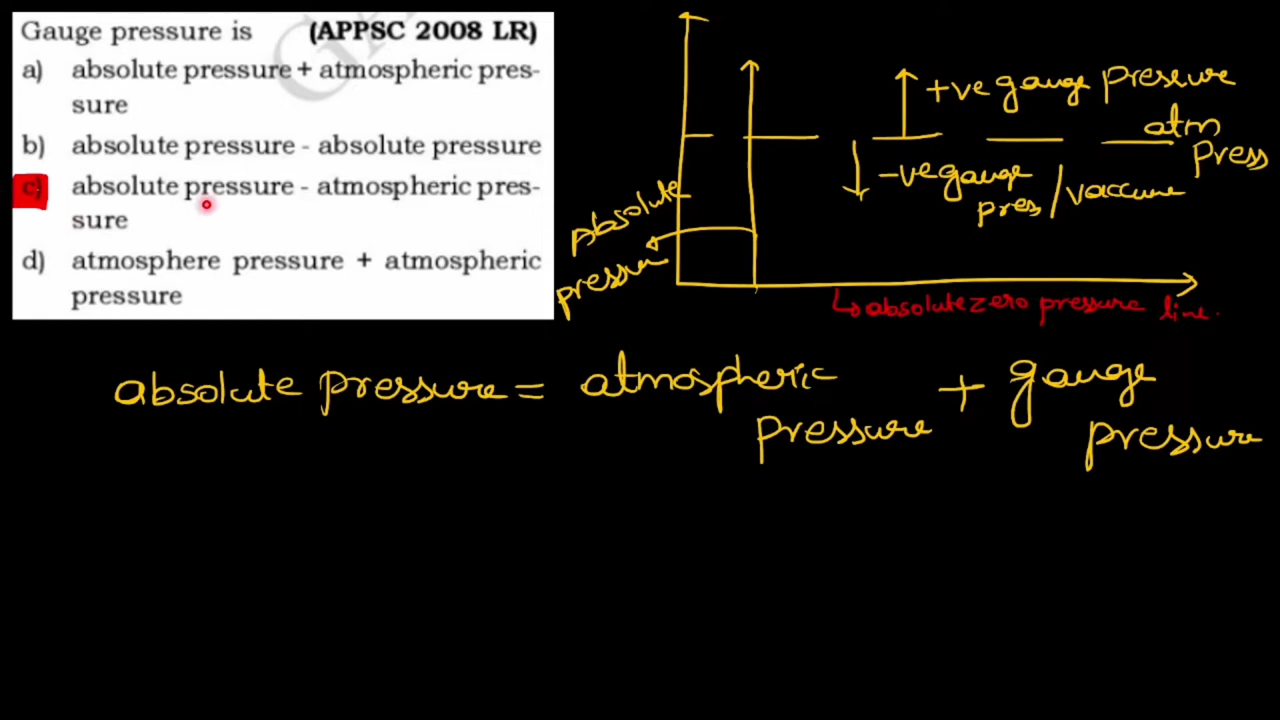 Gauge pressure is (APPSC 2008 LR)
a) absolute pressure + atmospheric pres-
sure
b) absolute pressure - absolute pressure
c) absolute pressure - atmospheric pres-
sure
d) atmosphere pressure + atmospheric
pressure
+ve gauge pressure
atm
press
-ve gauge
pres/vaccume
Absolute
pressure
absolute zero pressure line.
absolute pressure = atmospheric
pressure + gauge
pressure